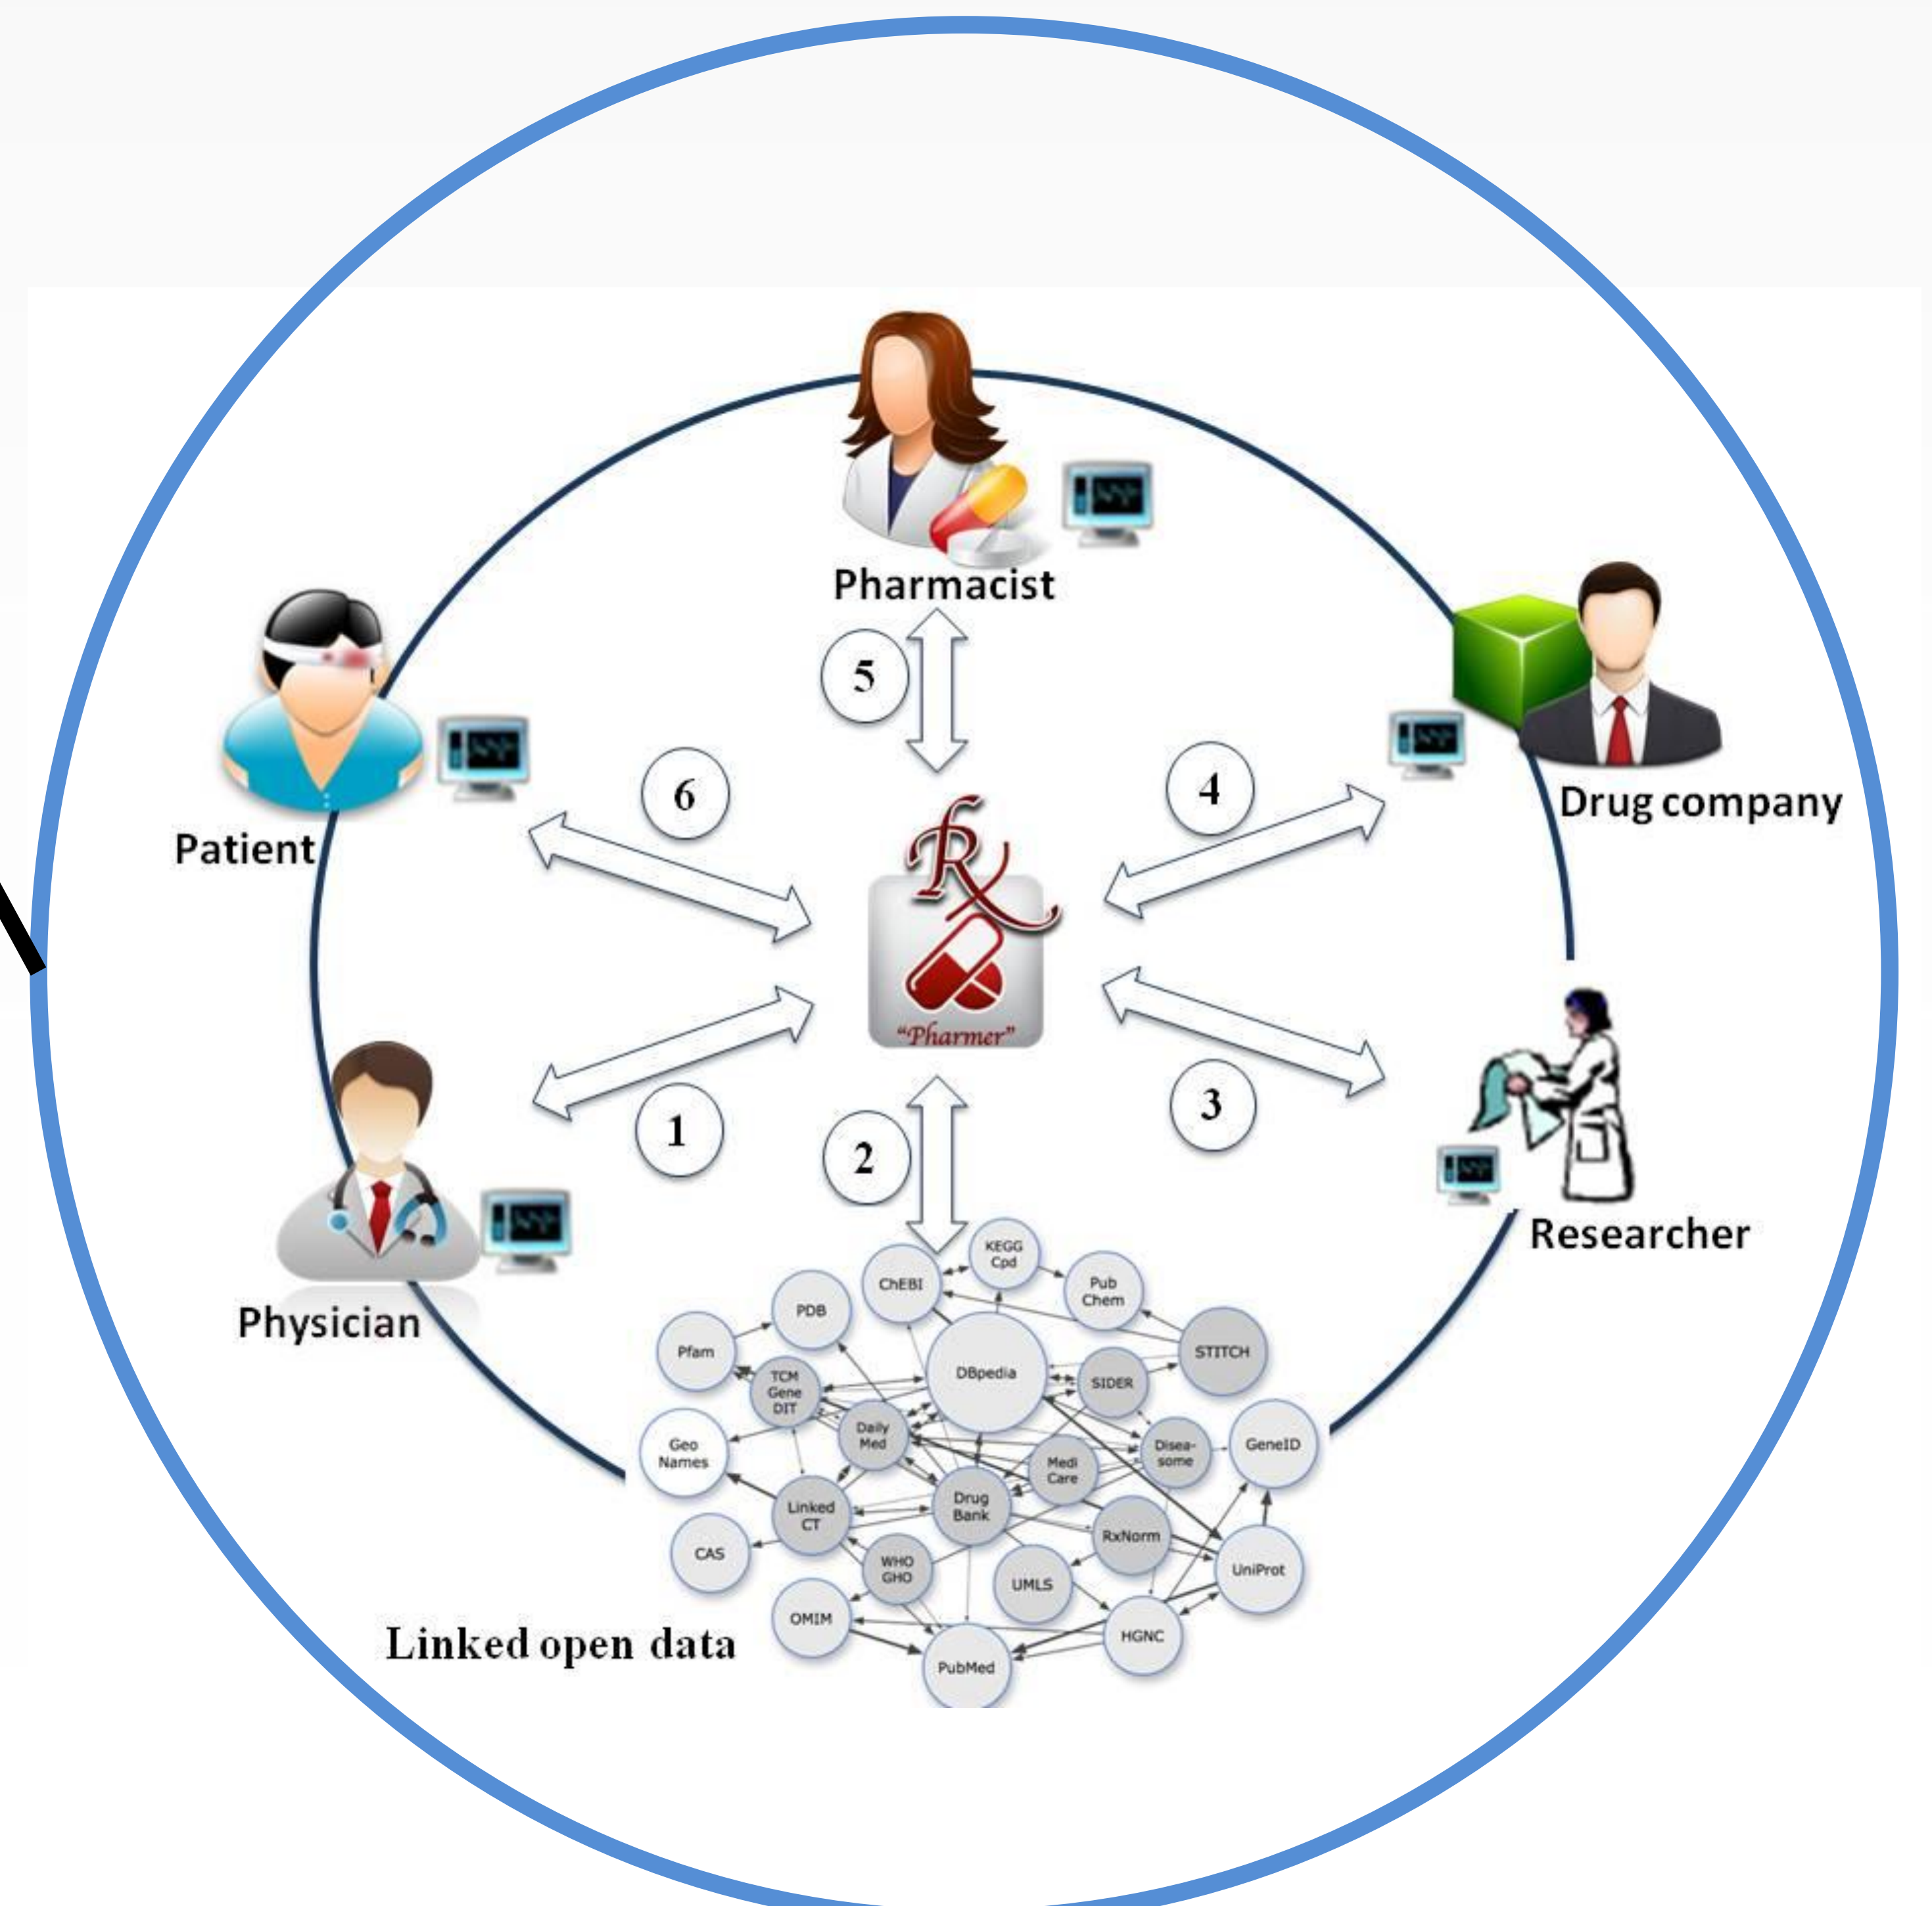 Pharmacist
5
4
6
Drug company
Patient
Rx
"Pharmer"
3
1
2
Researcher
Physician
KEGG
Cpd
ChEBI
Pub
Chem
PDB
Pfam
STITCH
DBpedia
TCM
Gene
DIT
SIDER
Daily
Med
Geo
Names
Disea-
some
GeneID
Medi
Care
Linked
CT
Drug
Bank
RxNorm
CAS
WHO
GHO
UMLS
UniProt
OMIM
HGNC
Linked open data
PubMed